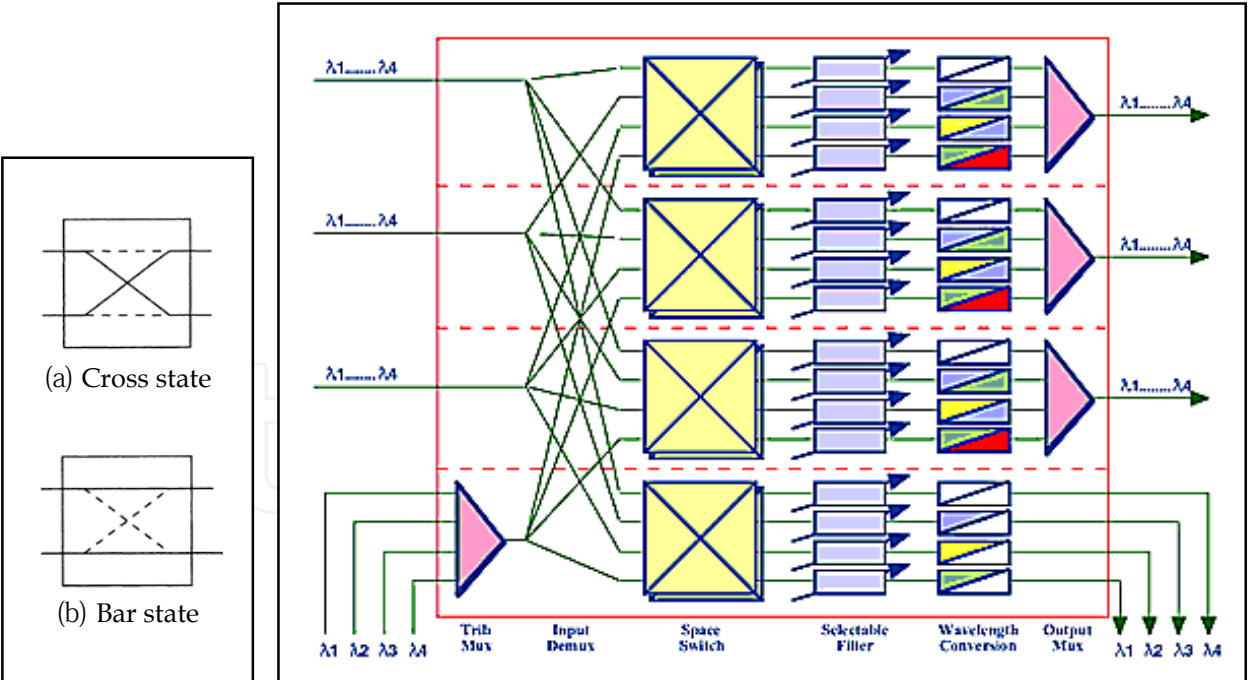 (a) Cross state
(b) Bar state
λ1........λ4
λ1........λ4
λ1........λ4
λ1........λ4
λ1........λ4
λ1........λ4
λ1 λ2 λ3 λ4
Trib Mux
Input Demux
Space Switch
Selectable Filter
Wavelength Conversion
Output Mux
λ1 λ2 λ3 λ4